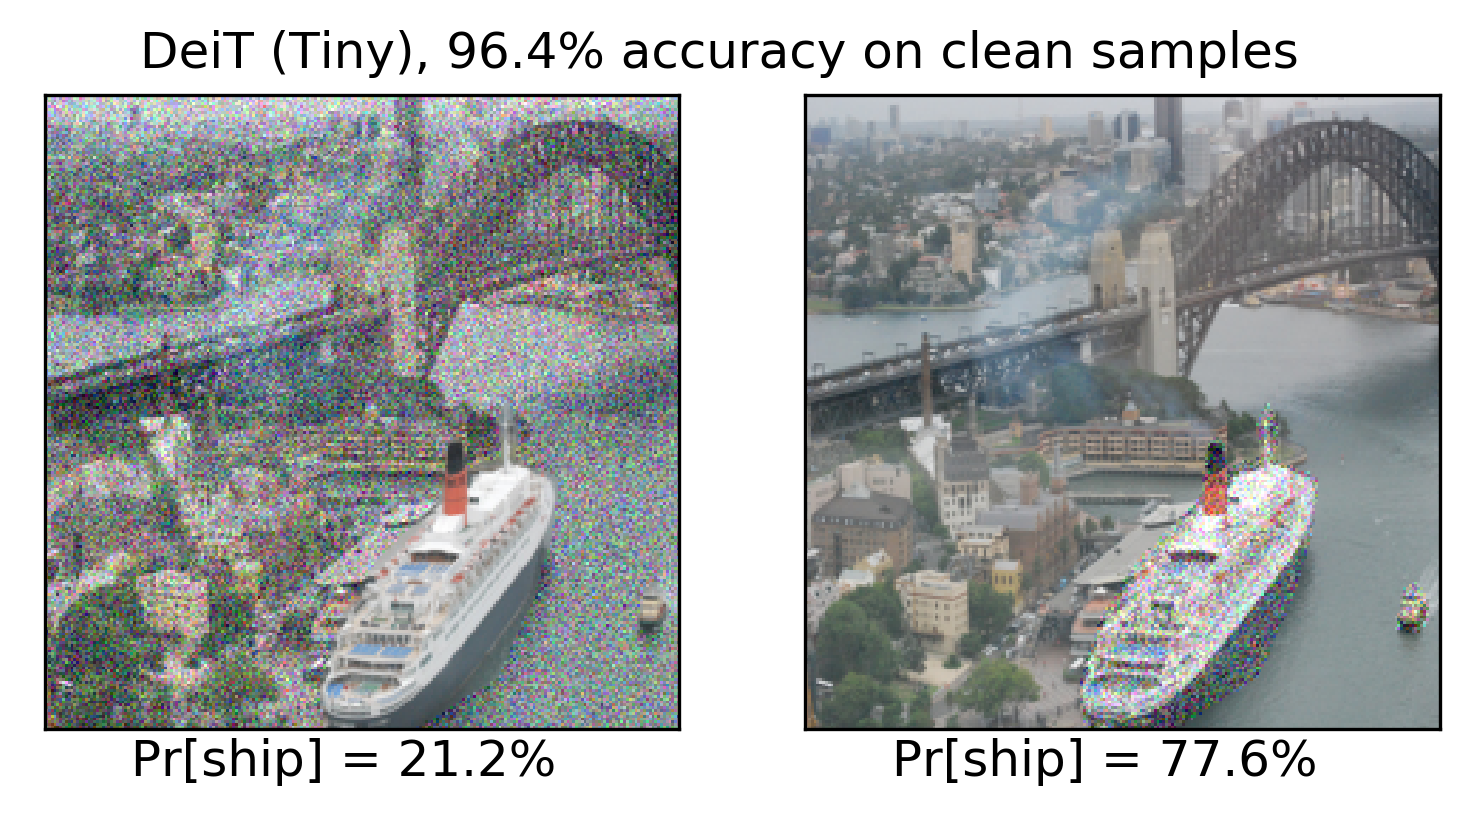 DeiT (Tiny), 96.4% accuracy on clean samples
Pr[ship] = 21.2%
Pr[ship] = 77.6%